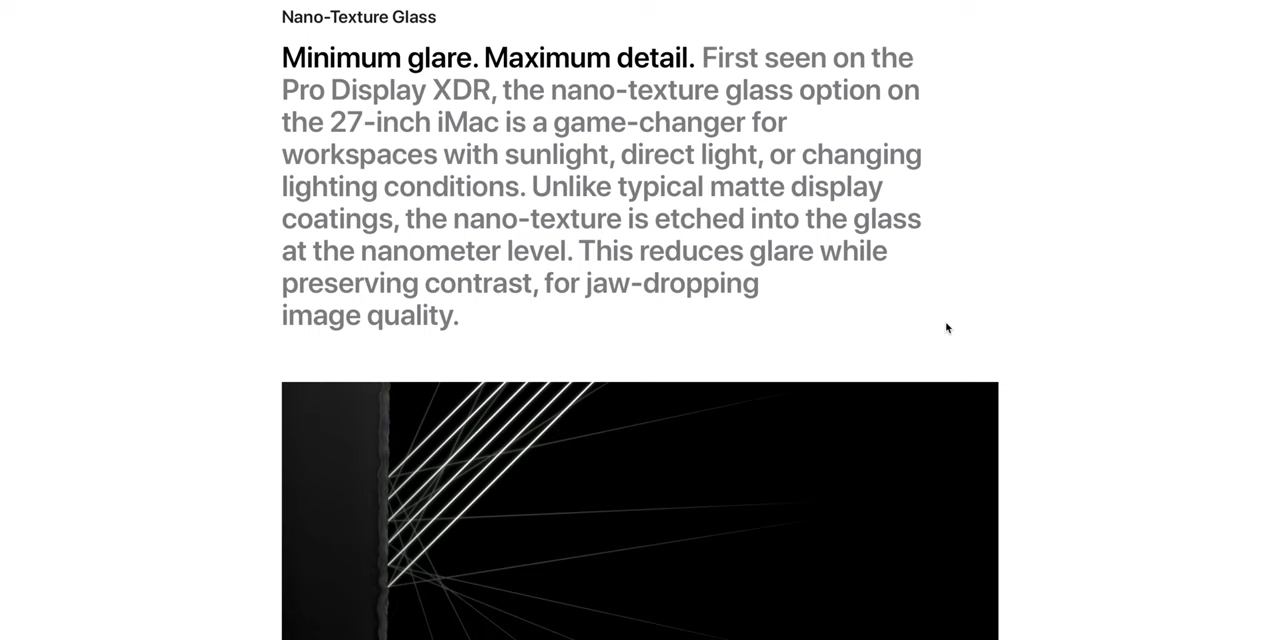 Nano-Texture Glass
Minimum glare. Maximum detail. First seen on the
Pro Display XDR, the nano-texture glass option on
the 27-inch iMac is a game-changer for
workspaces with sunlight, direct light, or changing
lighting conditions. Unlike typical matte display
coatings, the nano-texture is etched into the glass
at the nanometer level. This reduces glare while
preserving contrast, for jaw-dropping
image quality.